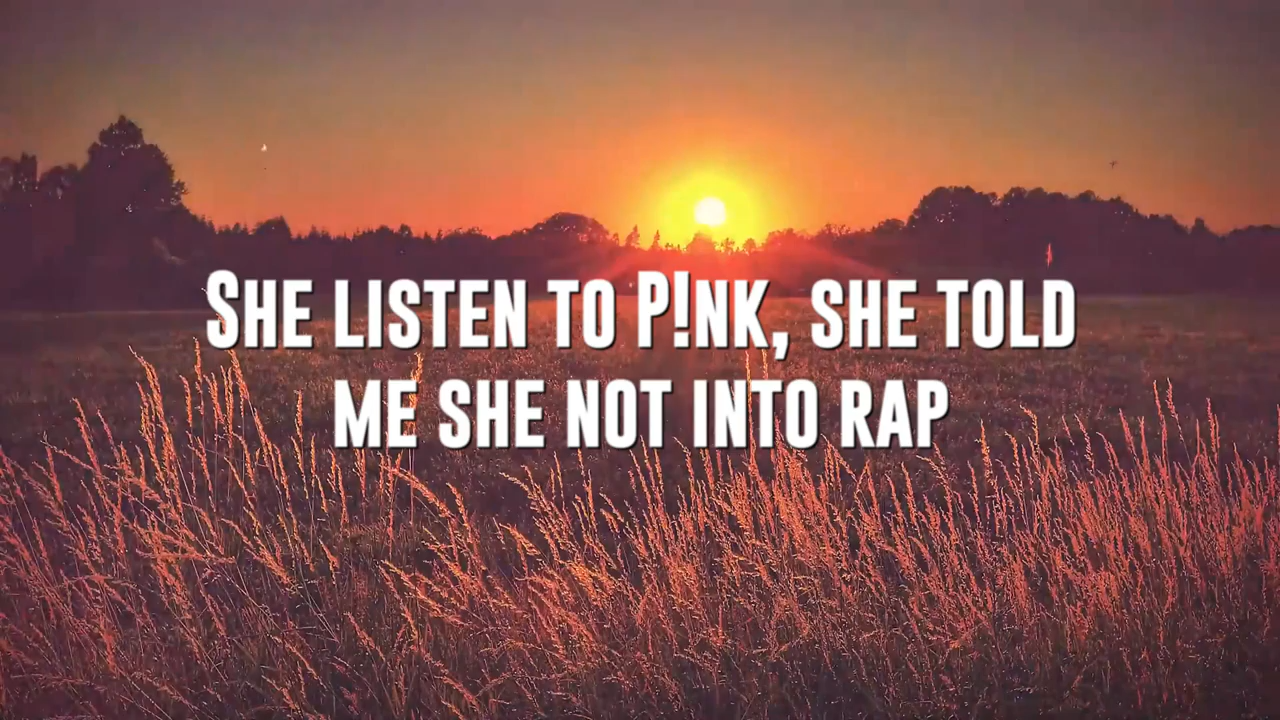 She listen to P!nk, she told
me she not into rap